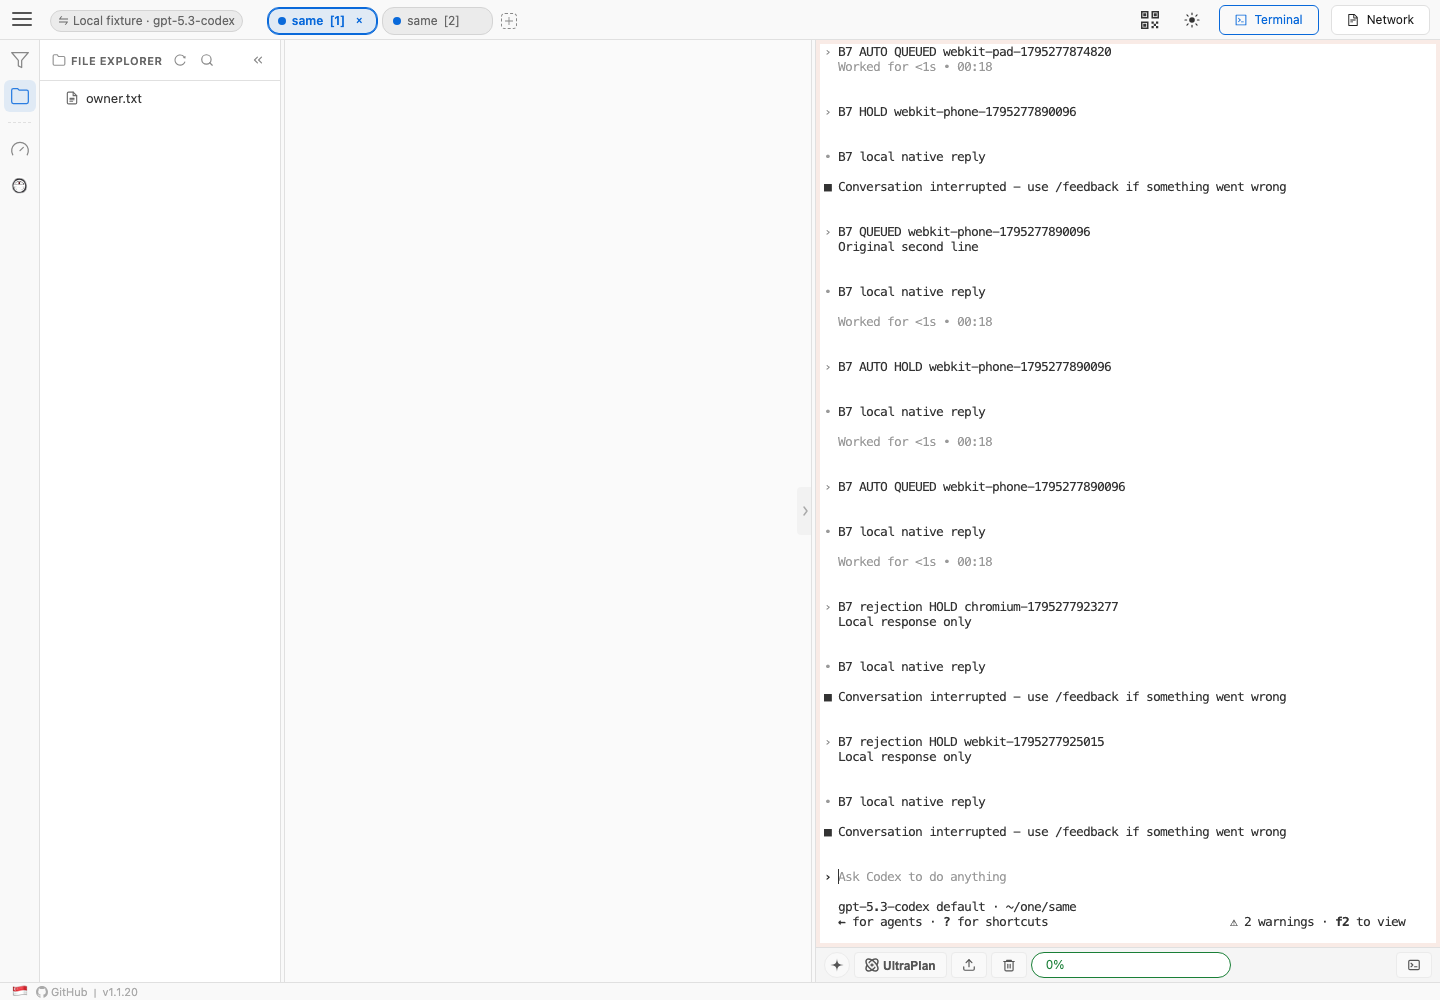 Local fixture · gpt-5.3-codex
same [1] ×
same [2]
Terminal
Network
FILE EXPLORER
owner.txt
› B7 AUTO QUEUED webkit-pad-1795277874820
Worked for <1s • 00:18
› B7 HOLD webkit-phone-1795277890096
• B7 local native reply
■ Conversation interrupted – use /feedback if something went wrong
› B7 QUEUED webkit-phone-1795277890096
Original second line
• B7 local native reply
Worked for <1s • 00:18
› B7 AUTO HOLD webkit-phone-1795277890096
• B7 local native reply
Worked for <1s • 00:18
› B7 AUTO QUEUED webkit-phone-1795277890096
• B7 local native reply
Worked for <1s • 00:18
› B7 rejection HOLD chromium-1795277923277
Local response only
• B7 local native reply
■ Conversation interrupted – use /feedback if something went wrong
› B7 rejection HOLD webkit-1795277925015
Local response only
• B7 local native reply
■ Conversation interrupted – use /feedback if something went wrong
› Ask Codex to do anything
gpt-5.3-codex default · ~/one/same
← for agents · ? for shortcuts ⚠ 2 warnings · f2 to view
UltraPlan
0%
GitHub | v1.1.20